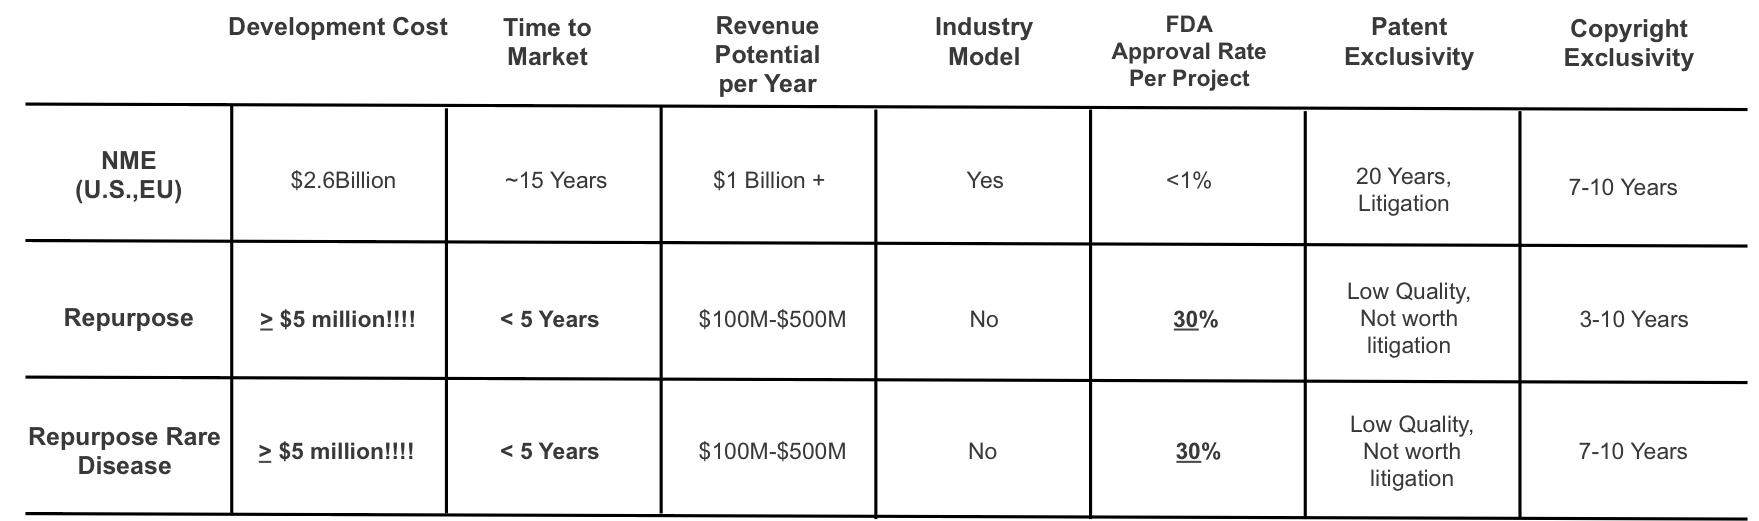 Development Cost
Time to
Market
Revenue
Potential
per Year
Industry
Model
FDA
Approval Rate
Per Project
Patent
Exclusivity
Copyright
Exclusivity
NME
(U.S.,EU)
$2.6Billion
~15 Years
$1 Billion +
Yes
<1%
20 Years,
Litigation
7-10 Years
Repurpose
≥ $5 million!!!!
< 5 Years
$100M-$500M
No
30%
Low Quality,
Not worth
litigation
3-10 Years
Repurpose Rare
Disease
≥ $5 million!!!!
< 5 Years
$100M-$500M
No
30%
Low Quality,
Not worth
litigation
7-10 Years